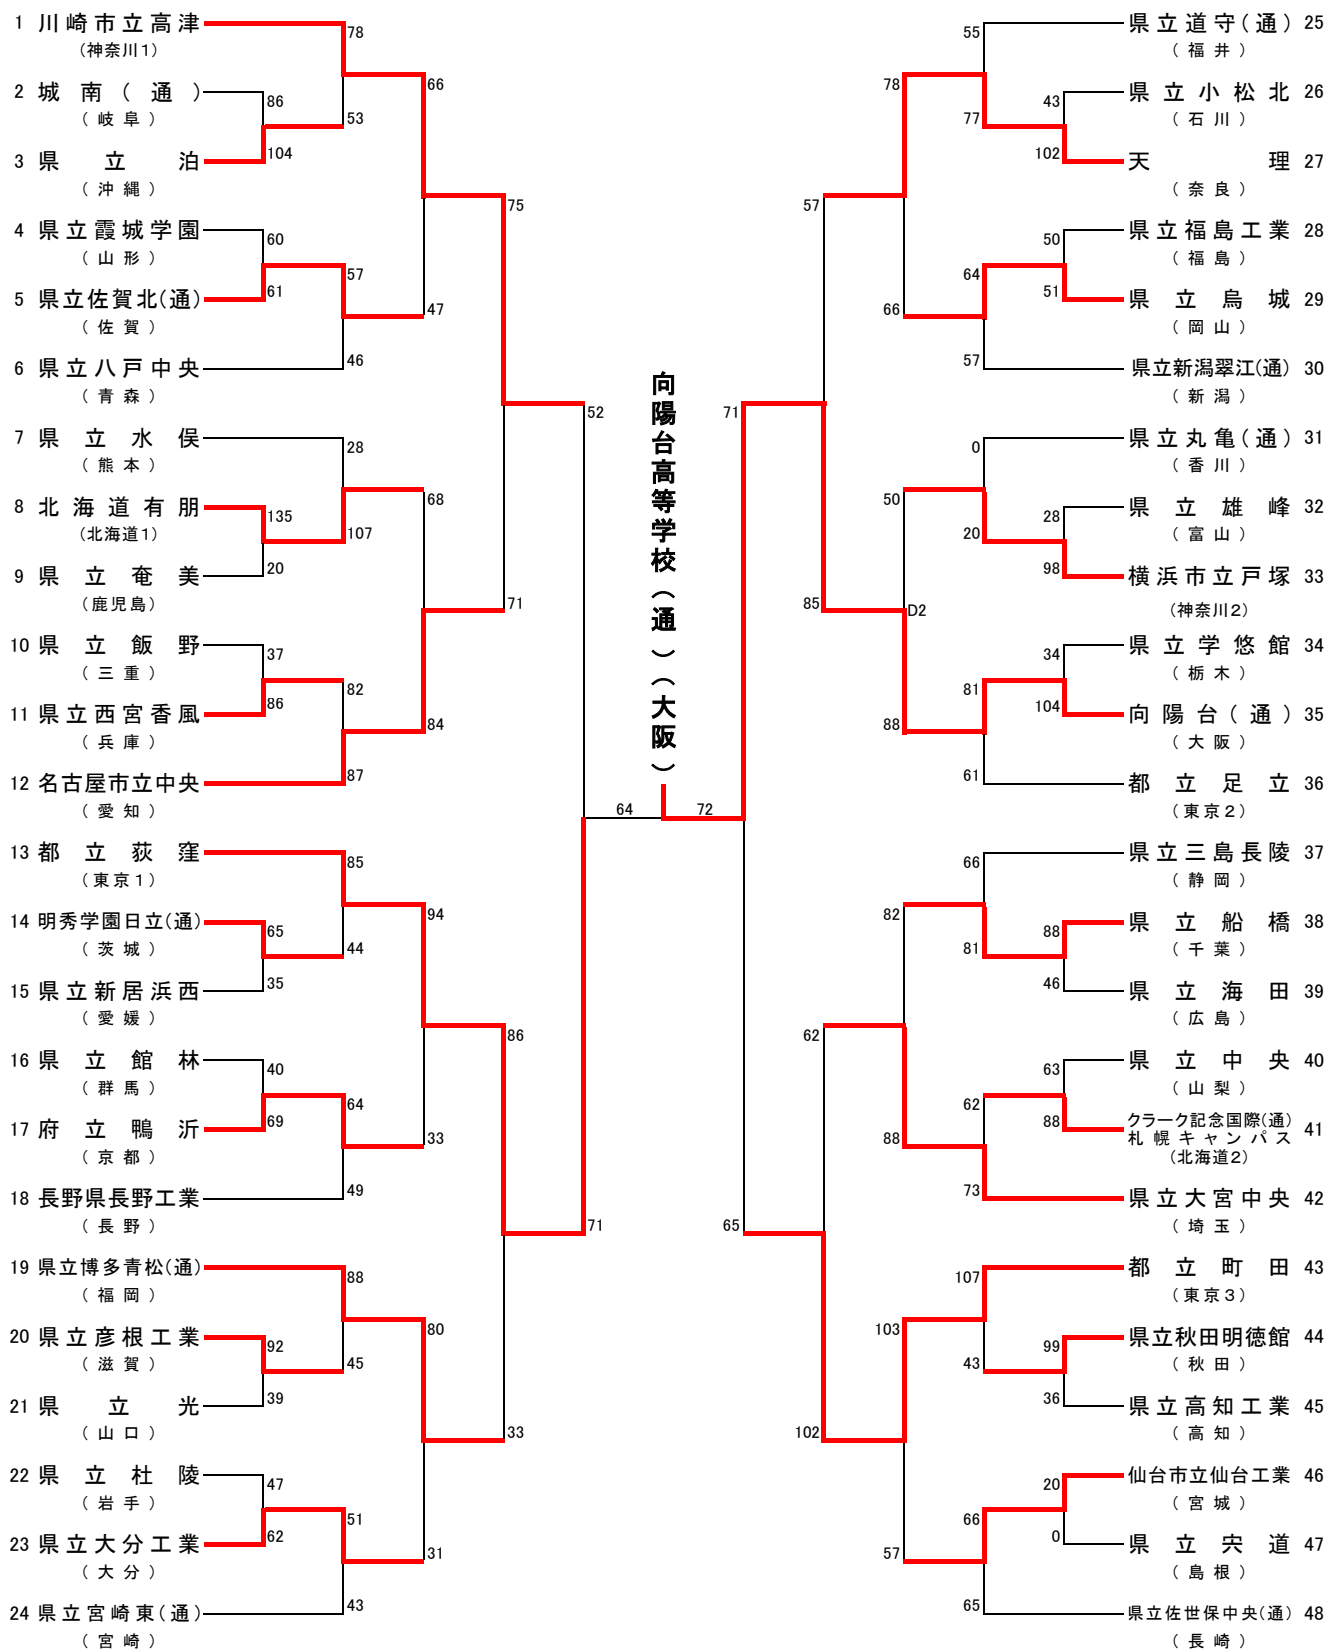 1 川崎市立高津
(神奈川1)
2 城南(通)
(岐阜)
3 県立泊
(沖縄)
4 県立霞城学園
(山形)
5 県立佐賀北(通)
(佐賀)
6 県立八戸中央
(青森)
7 県立水俣
(熊本)
8 北海道有朋
(北海道1)
9 県立奄美
(鹿児島)
10 県立飯野
(三重)
11 県立西宮香風
(兵庫)
12 名古屋市立中央
(愛知)
13 都立荻窪
(東京1)
14 明秀学園日立(通)
(茨城)
15 県立新居浜西
(愛媛)
16 県立館林
(群馬)
17 府立鴨沂
(京都)
18 長野県長野工業
(長野)
19 県立博多青松(通)
(福岡)
20 県立彦根工業
(滋賀)
21 県立光
(山口)
22 県立杜陵
(岩手)
23 県立大分工業
(大分)
24 県立宮崎東(通)
(宮崎)
86
104
60
61
135
20
37
86
65
35
40
69
92
39
47
62
78
53
57
46
28
107
82
87
85
44
64
49
88
45
51
43
66
47
68
84
94
33
80
31
75
71
86
33
52
71
64
向陽台高等学校(通)(大阪)
72
71
65
57
85
62
102
78
66
50
D2
88
82
88
103
57
55
77
64
57
0
20
81
61
66
81
62
73
107
43
66
65
43
102
50
51
28
98
34
104
88
46
63
88
99
36
20
0
県立道守(通) 25
(福井)
県立小松北 26
(石川)
天理 27
(奈良)
県立福島工業 28
(福島)
県立烏城 29
(岡山)
県立新潟翠江(通) 30
(新潟)
県立丸亀(通) 31
(香川)
県立雄峰 32
(富山)
横浜市立戸塚 33
(神奈川2)
県立学悠館 34
(栃木)
向陽台(通) 35
(大阪)
都立足立 36
(東京2)
県立三島長陵 37
(静岡)
県立船橋 38
(千葉)
県立海田 39
(広島)
県立中央 40
(山梨)
クラーク記念国際(通)
札幌キャンパス 41
(北海道2)
県立大宮中央 42
(埼玉)
都立町田 43
(東京3)
県立秋田明徳館 44
(秋田)
県立高知工業 45
(高知)
仙台市立仙台工業 46
(宮城)
県立宍道 47
(島根)
県立佐世保中央(通) 48
(長崎)